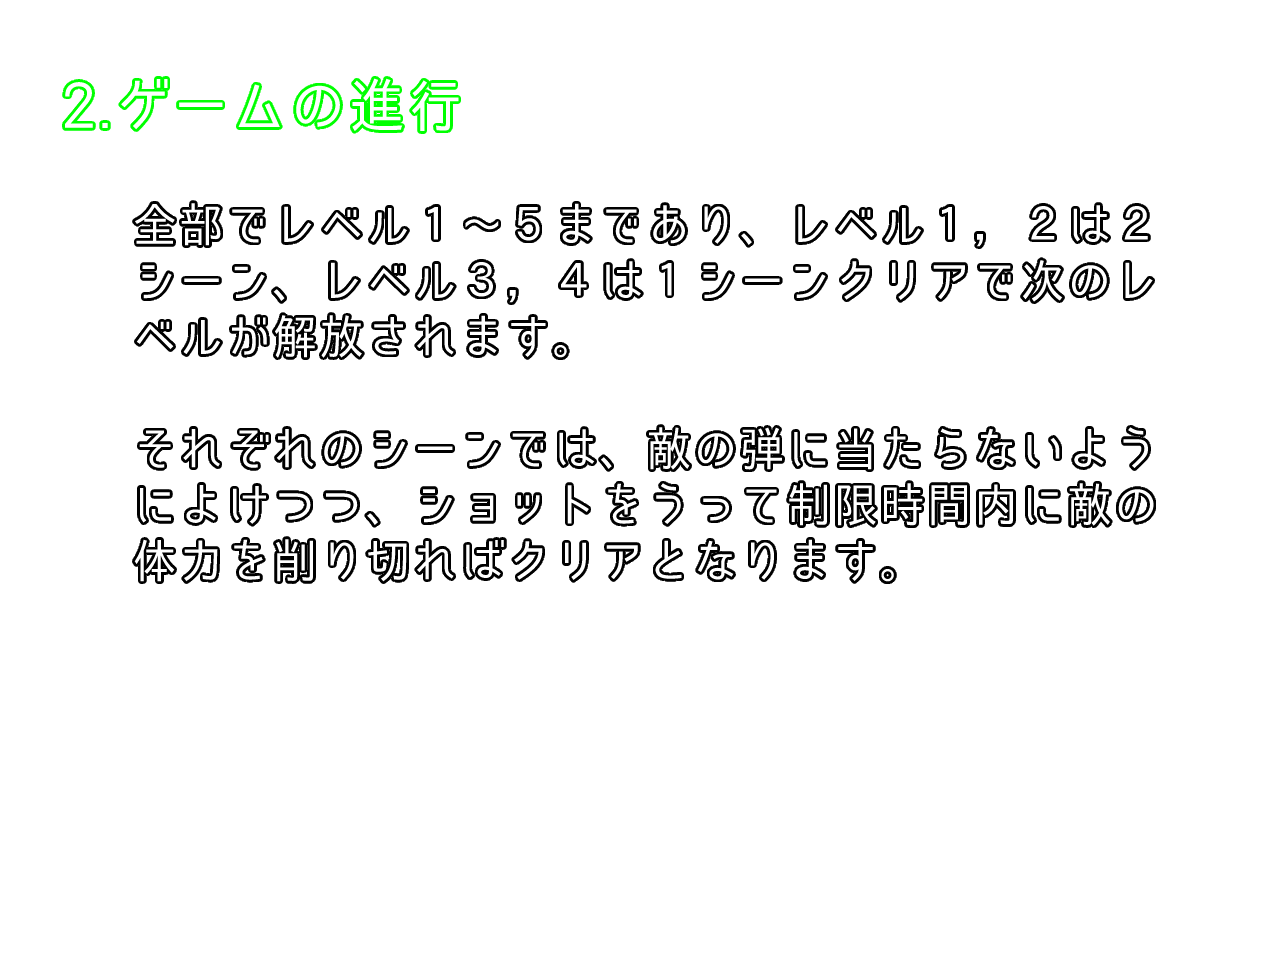 2.ゲームの進行
全部でレベル１～５まであり、レベル１，２は２
シーン、レベル３，４は１シーンクリアで次のレ
ベルが解放されます。
それぞれのシーンでは、敵の弾に当たらないよう
によけつつ、ショットをうって制限時間内に敵の
体力を削り切ればクリアとなります。